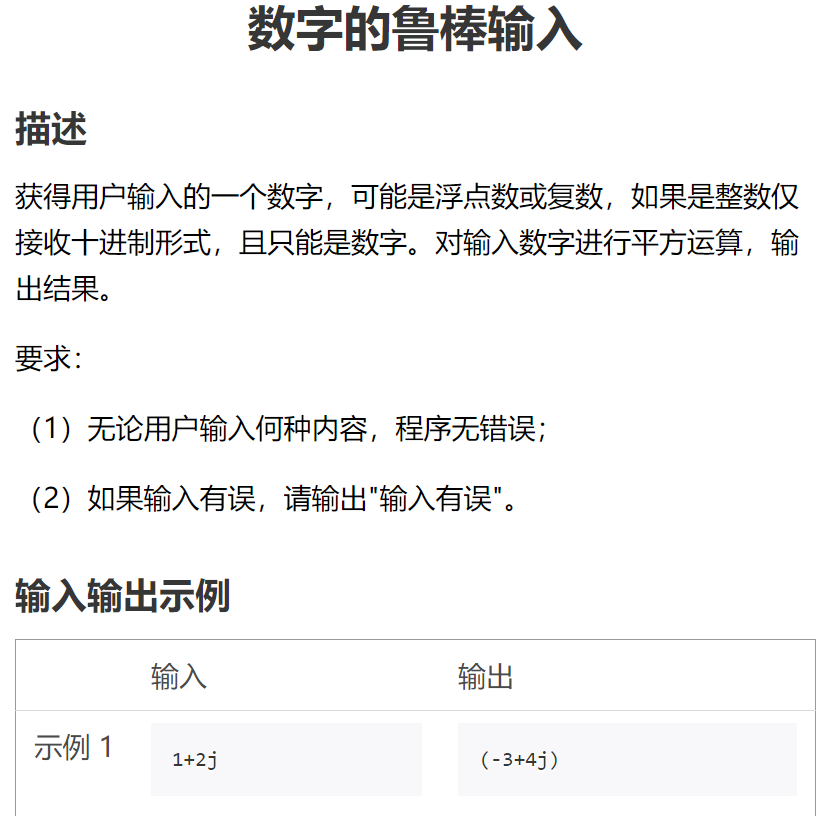 数字的鲁棒输入
描述
获得用户输入的一个数字，可能是浮点数或复数，如果是整数仅
接收十进制形式，且只能是数字。对输入数字进行平方运算，输
出结果。
要求：
（1）无论用户输入何种内容，程序无错误；
（2）如果输入有误，请输出"输入有误"。
输入输出示例
输入 输出
示例 1 1+2j (-3+4j)